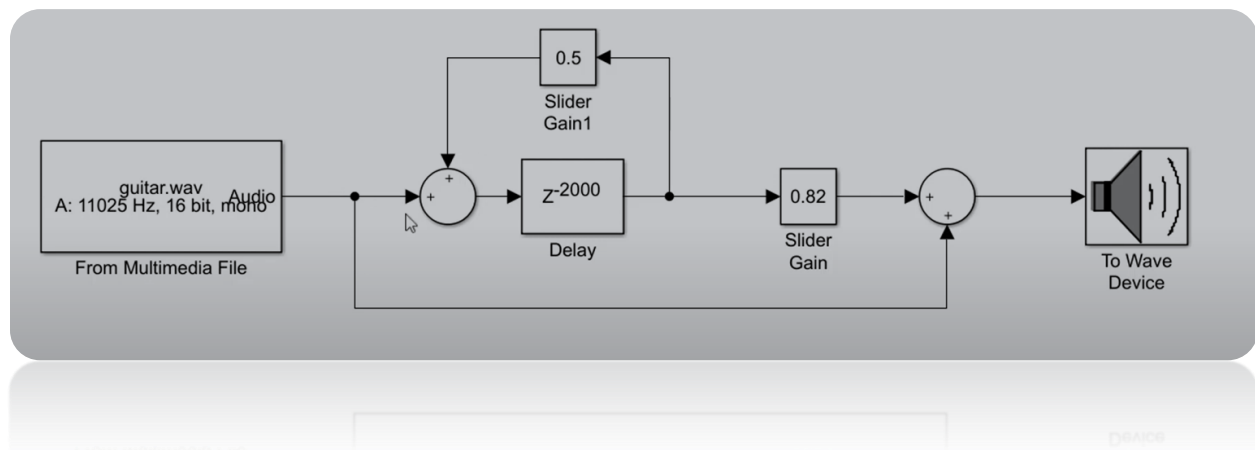 0.5
Slider
Gain1
guitar.wav
Audio
A: 11025 Hz, 16 bit, mono
From Multimedia File
+
+
Z-2000
Delay
0.82
Slider
Gain
+
+
To Wave
Device
Device